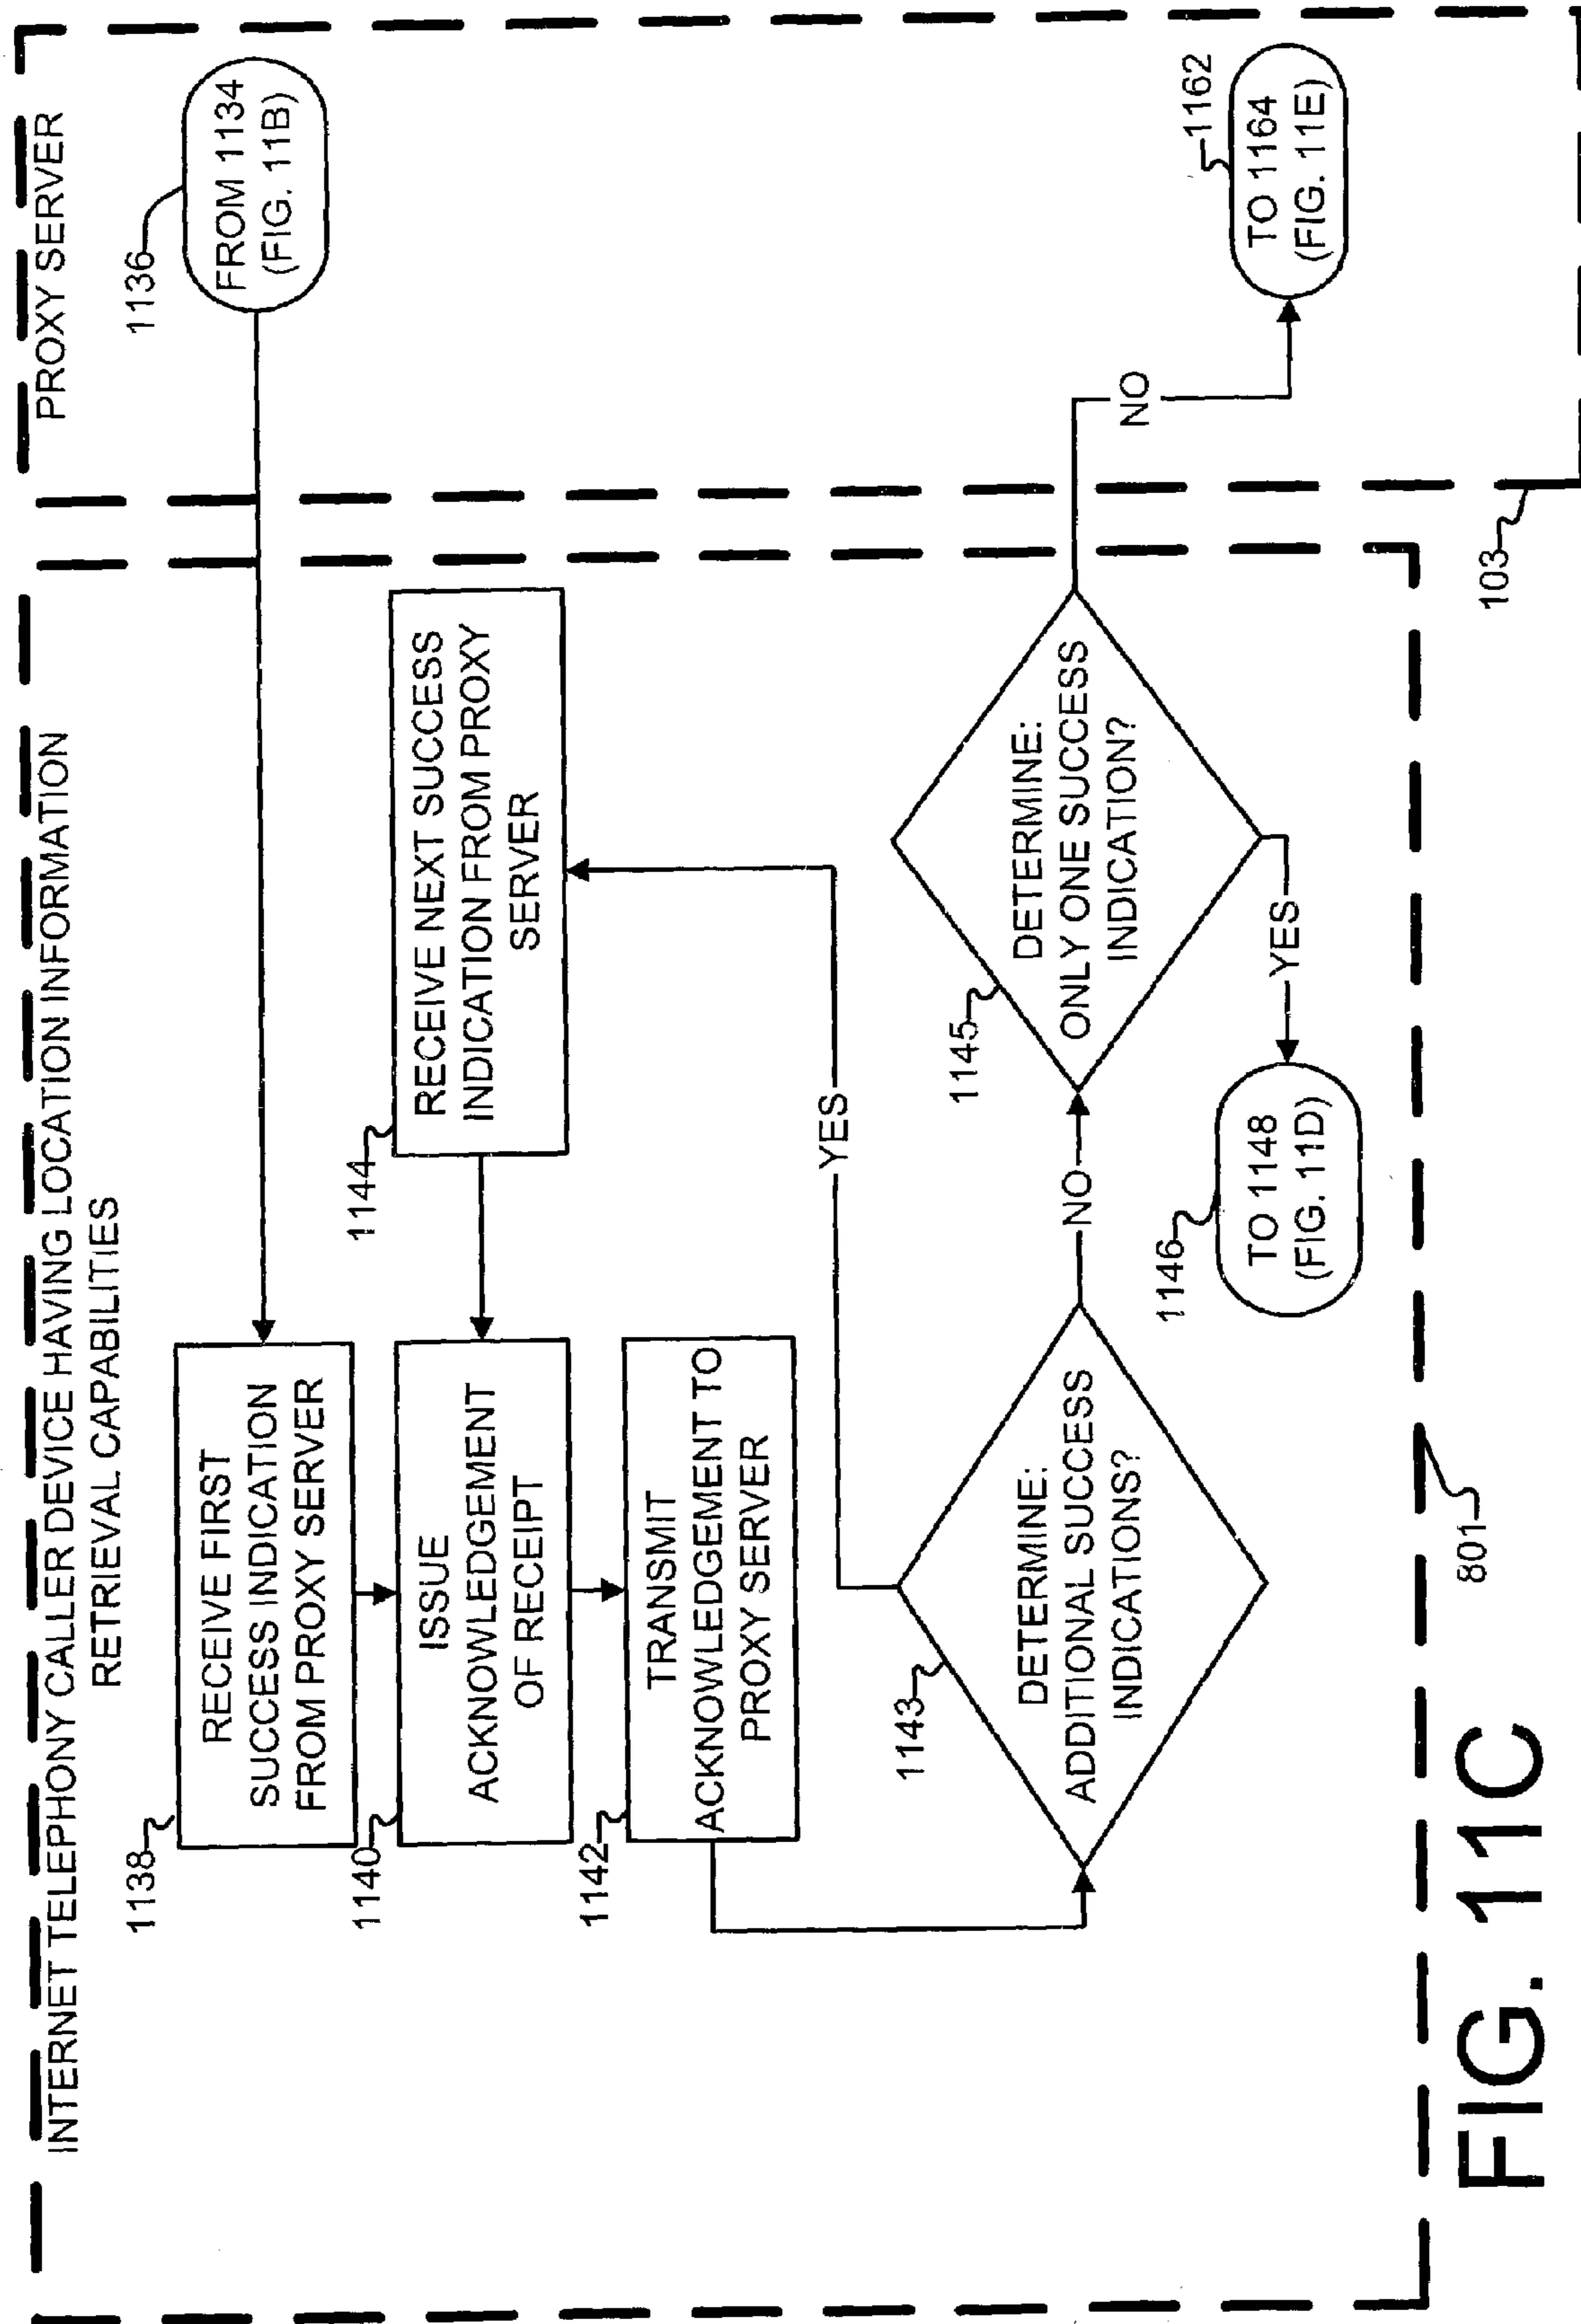 INTERNET TELEPHONY CALLER DEVICE HAVING LOCATION INFORMATION
RETRIEVAL CAPABILITIES
PROXY SERVER
1136
FROM 1134
(FIG. 11B)
1138
RECEIVE FIRST
SUCCESS INDICATION
FROM PROXY SERVER
1140
ISSUE
ACKNOWLEDGEMENT
OF RECEIPT
1144
RECEIVE NEXT SUCCESS
INDICATION FROM PROXY
SERVER
1142
TRANSMIT
ACKNOWLEDGEMENT TO
PROXY SERVER
YES
1143
DETERMINE:
ADDITIONAL SUCCESS
INDICATIONS?
NO
1145
DETERMINE:
ONLY ONE SUCCESS
INDICATION?
NO
YES
1146
TO 1148
(FIG. 11D)
1162
TO 1164
(FIG. 11E)
801
103
FIG. 11C